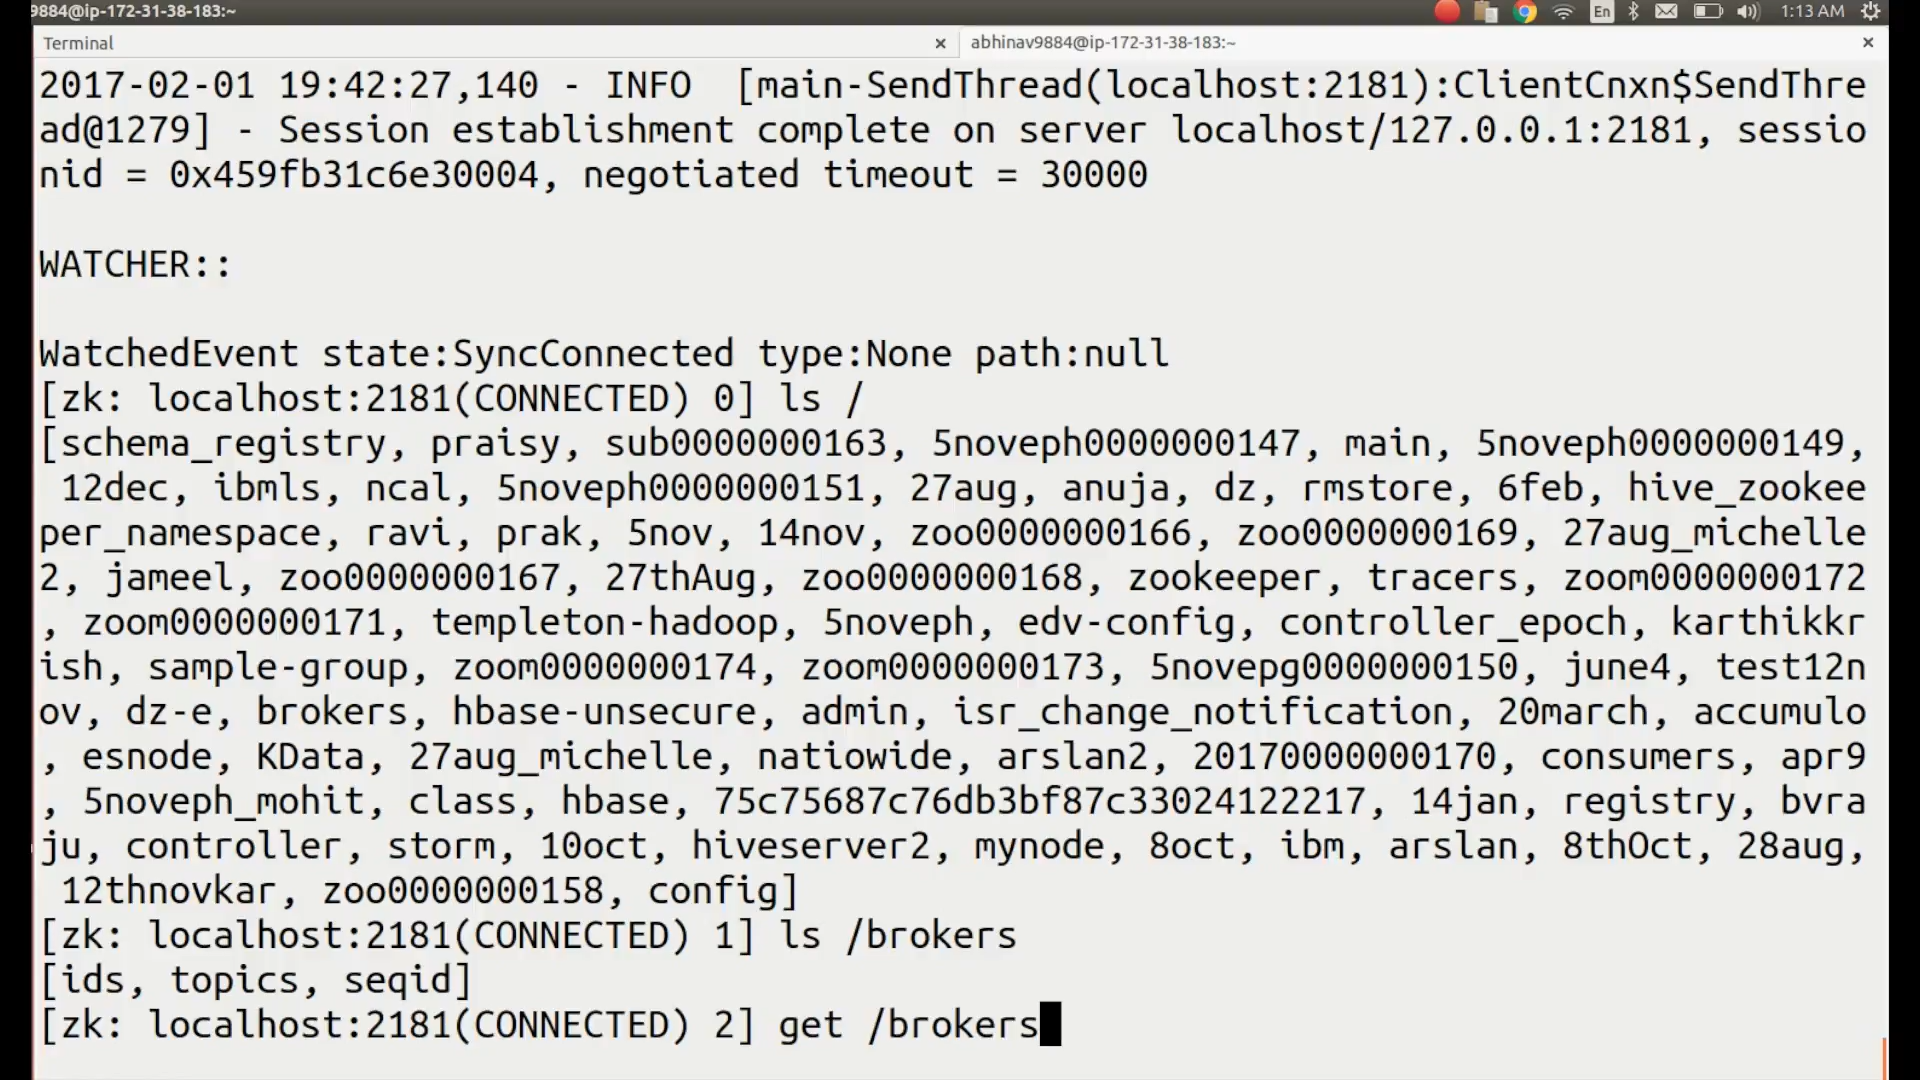 9884@ip-172-31-38-183:~
En
1:13 AM
Terminal
abhinav9884@ip-172-31-38-183:~
2017-02-01 19:42:27,140 - INFO  [main-SendThread(localhost:2181):ClientCnxn$SendThre
ad@1279] - Session establishment complete on server localhost/127.0.0.1:2181, sessio
nid = 0x459fb31c6e30004, negotiated timeout = 30000
WATCHER::
WatchedEvent state:SyncConnected type:None path:null
[zk: localhost:2181(CONNECTED) 0] ls /
[schema_registry, praisy, sub0000000163, 5noveph0000000147, main, 5noveph0000000149,
 12dec, ibmls, ncal, 5noveph0000000151, 27aug, anuja, dz, rmstore, 6feb, hive_zookee
per_namespace, ravi, prak, 5nov, 14nov, zoo0000000166, zoo0000000169, 27aug_michelle
2, jameel, zoo0000000167, 27thAug, zoo0000000168, zookeeper, tracers, zoom0000000172
, zoom0000000171, templeton-hadoop, 5noveph, edv-config, controller_epoch, karthikkr
ish, sample-group, zoom0000000174, zoom0000000173, 5novepg0000000150, june4, test12n
ov, dz-e, brokers, hbase-unsecure, admin, isr_change_notification, 20march, accumulo
, esnode, KData, 27aug_michelle, natiowide, arslan2, 20170000000170, consumers, apr9
, 5noveph_mohit, class, hbase, 75c75687c76db3bf87c33024122217, 14jan, registry, bvra
ju, controller, storm, 10oct, hiveserver2, mynode, 8oct, ibm, arslan, 8thOct, 28aug,
 12thnovkar, zoo0000000158, config]
[zk: localhost:2181(CONNECTED) 1] ls /brokers
[ids, topics, seqid]
[zk: localhost:2181(CONNECTED) 2] get /brokers